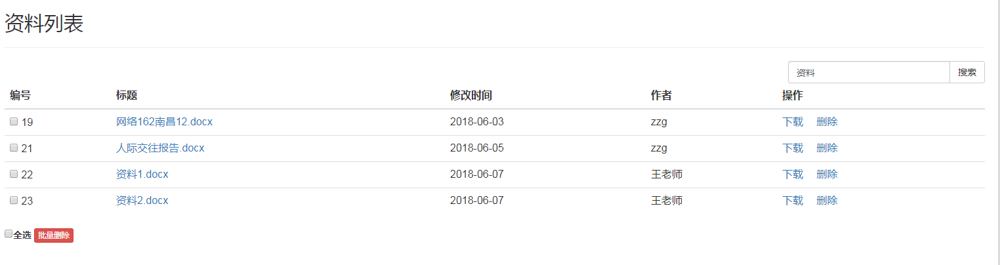 资料列表
资料 搜索
编号 标题 修改时间 作者 操作
19 网络162南昌12.docx 2018-06-03 zzg 下载 删除
21 人际交往报告.docx 2018-06-05 zzg 下载 删除
22 资料1.docx 2018-06-07 王老师 下载 删除
23 资料2.docx 2018-06-07 王老师 下载 删除
全选 批量删除